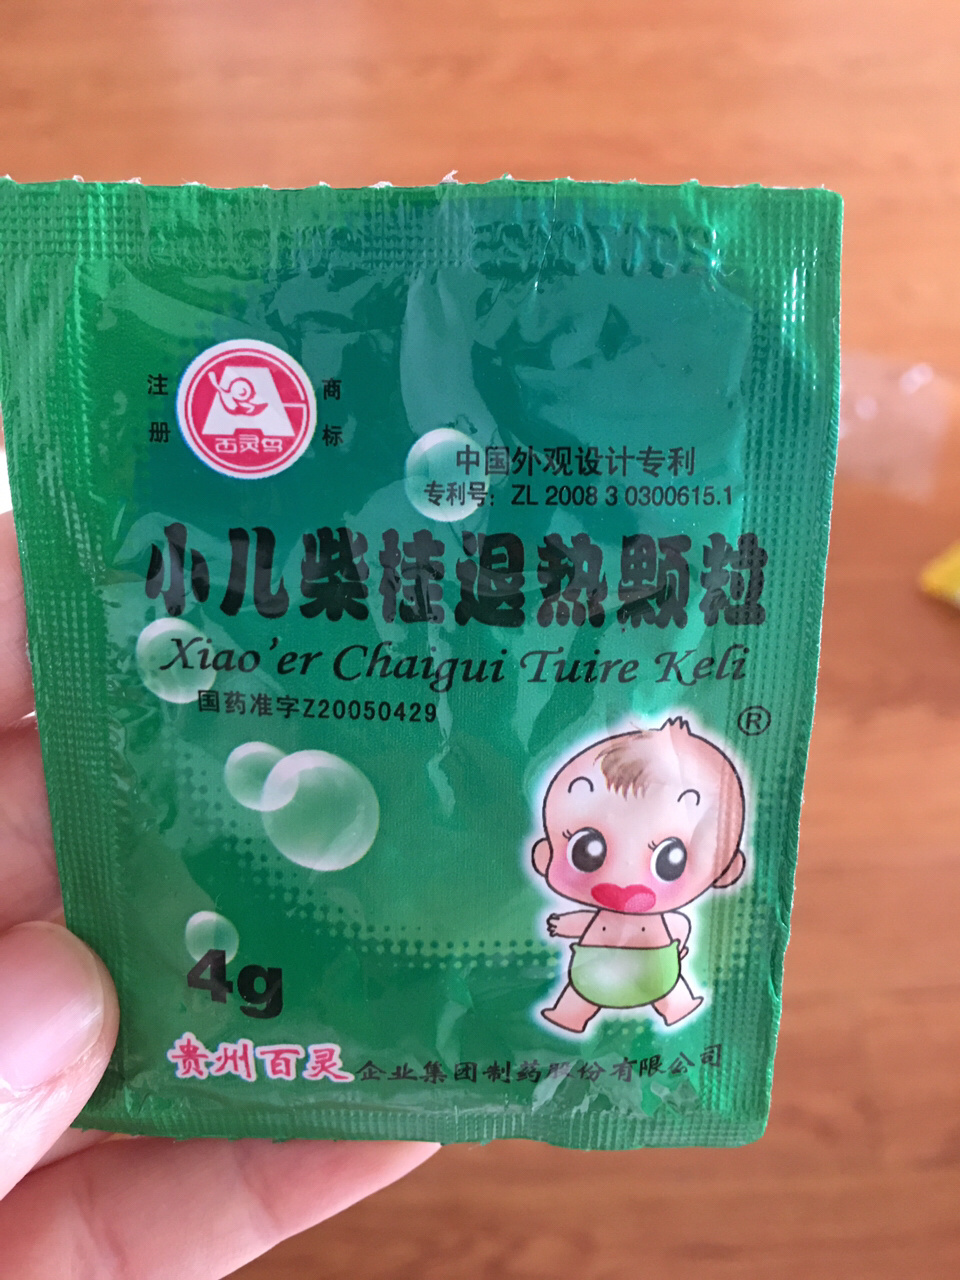 注册
商标
百灵鸟
中国外观设计专利
专利号：ZL 2008 3 0300615.1
小儿柴桂退热颗粒
Xiao'er Chaigui Tuire Keli
国药准字Z20050429
®
4g
贵州百灵企业集团制药股份有限公司